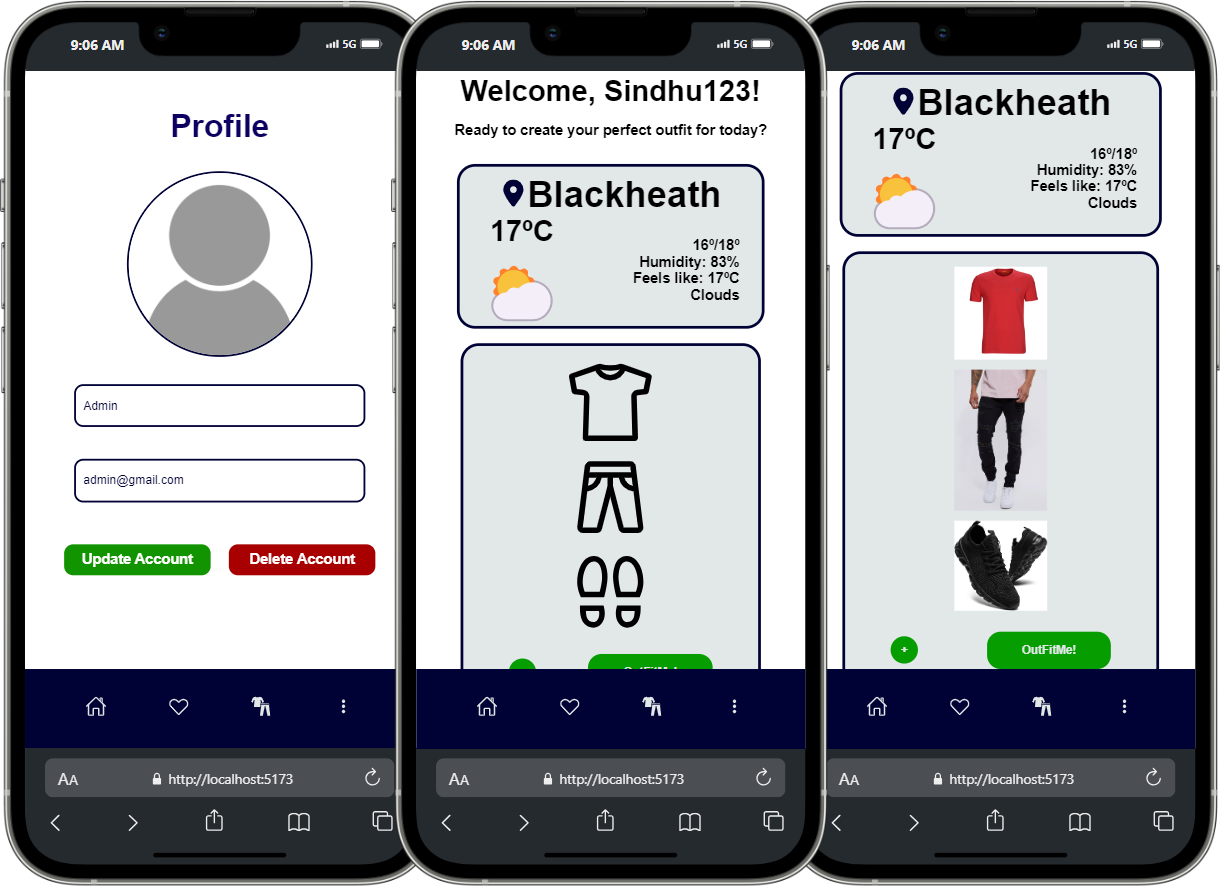 9:06 AM
5G
Profile
Admin
admin@gmail.com
Update Account
Delete Account
AA
http://localhost:5173
9:06 AM
5G
Welcome, Sindhu123!
Ready to create your perfect outfit for today?
Blackheath
17ºC
16º/18º
Humidity: 83%
Feels like: 17ºC
Clouds
OutFitMe!
AA
http://localhost:5173
9:06 AM
5G
Blackheath
17ºC
16º/18º
Humidity: 83%
Feels like: 17ºC
Clouds
+
OutFitMe!
AA
http://localhost:5173